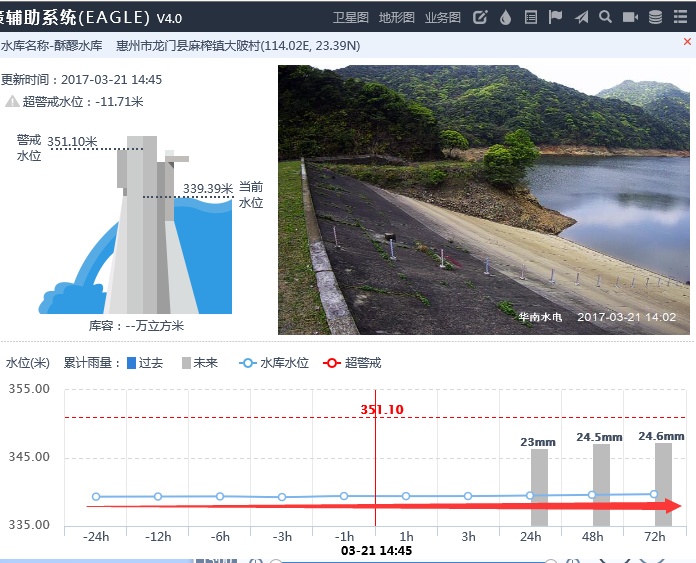 策辅助系统(EAGLE) V4.0 卫星图 地形图 业务图
水库名称-酥醪水库 惠州市龙门县麻榨镇大陂村(114.02E, 23.39N)
更新时间：2017-03-21 14:45
超警戒水位：-11.71米
警戒水位 351.10米
339.39米 当前水位
库容：--万立方米
华南水电 2017-03-21 14:02
水位(米) 累计雨量： 过去 未来 水库水位 超警戒
355.00
351.10
345.00
23mm 24.5mm 24.6mm
335.00
-24h -12h -6h -3h -1h 1h 3h 24h 48h 72h
03-21 14:45